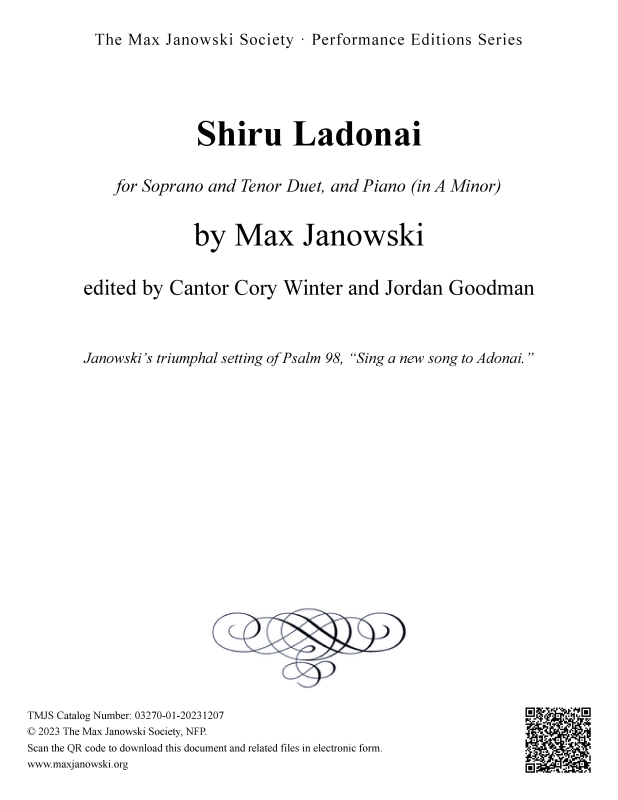 The Max Janowski Society · Performance Editions Series
Shiru Ladonai
for Soprano and Tenor Duet, and Piano (in A Minor)
by Max Janowski
edited by Cantor Cory Winter and Jordan Goodman
Janowski’s triumphal setting of Psalm 98, “Sing a new song to Adonai.”
TMJS Catalog Number: 03270-01-20231207
© 2023 The Max Janowski Society, NFP.
Scan the QR code to download this document and related files in electronic form.
www.maxjanowski.org